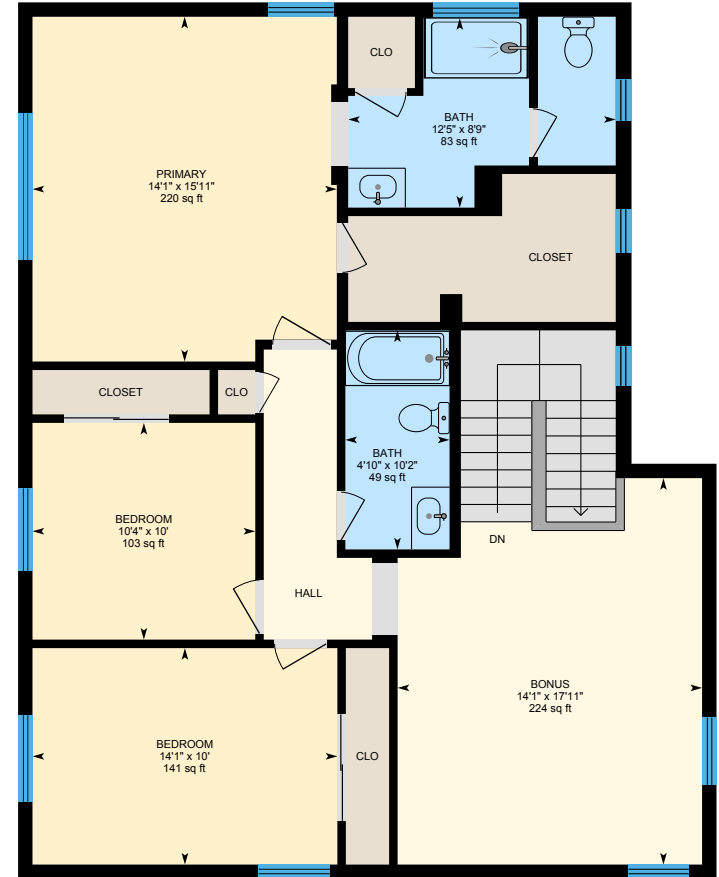 CLO
BATH
12'5" x 8'9"
83 sq ft
PRIMARY
14'1" x 15'11"
220 sq ft
CLOSET
CLOSET
CLO
BATH
4'10" x 10'2"
49 sq ft
BEDROOM
10'4" x 10'
103 sq ft
DN
HALL
BONUS
14'1" x 17'11"
224 sq ft
BEDROOM
14'1" x 10'
141 sq ft
CLO